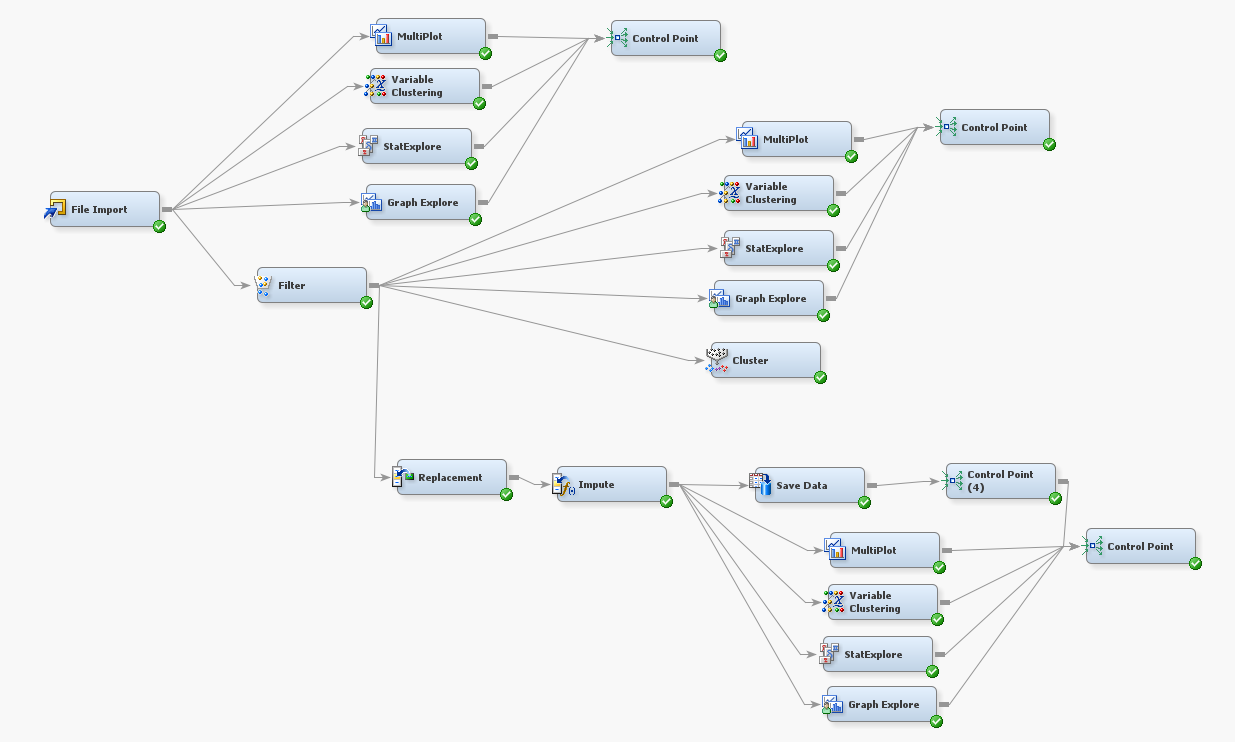 MultiPlot
Control Point
Variable
Clustering
StatExplore
Graph Explore
File Import
Filter
MultiPlot
Control Point
Variable
Clustering
StatExplore
Graph Explore
Cluster
Replacement
Impute
Save Data
Control Point
(4)
MultiPlot
Control Point
Variable
Clustering
StatExplore
Graph Explore